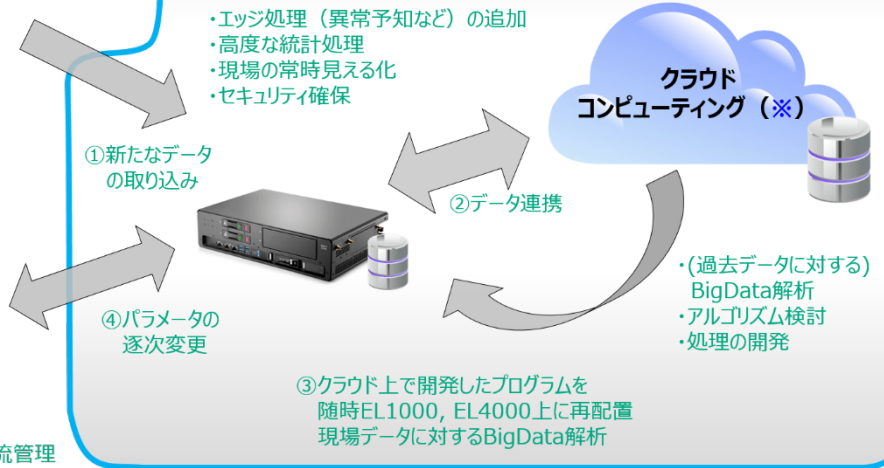 ・エッジ処理（異常予知など）の追加
・高度な統計処理
・現場の常時見える化
・セキュリティ確保
クラウド
コンピューティング（※）
①新たなデータ
の取り込み
②データ連携
・(過去データに対する)
BigData解析
・アルゴリズム検討
・処理の開発
④パラメータの
逐次変更
③クラウド上で開発したプログラムを
随時EL1000, EL4000上に再配置
現場データに対するBigData解析
流管理